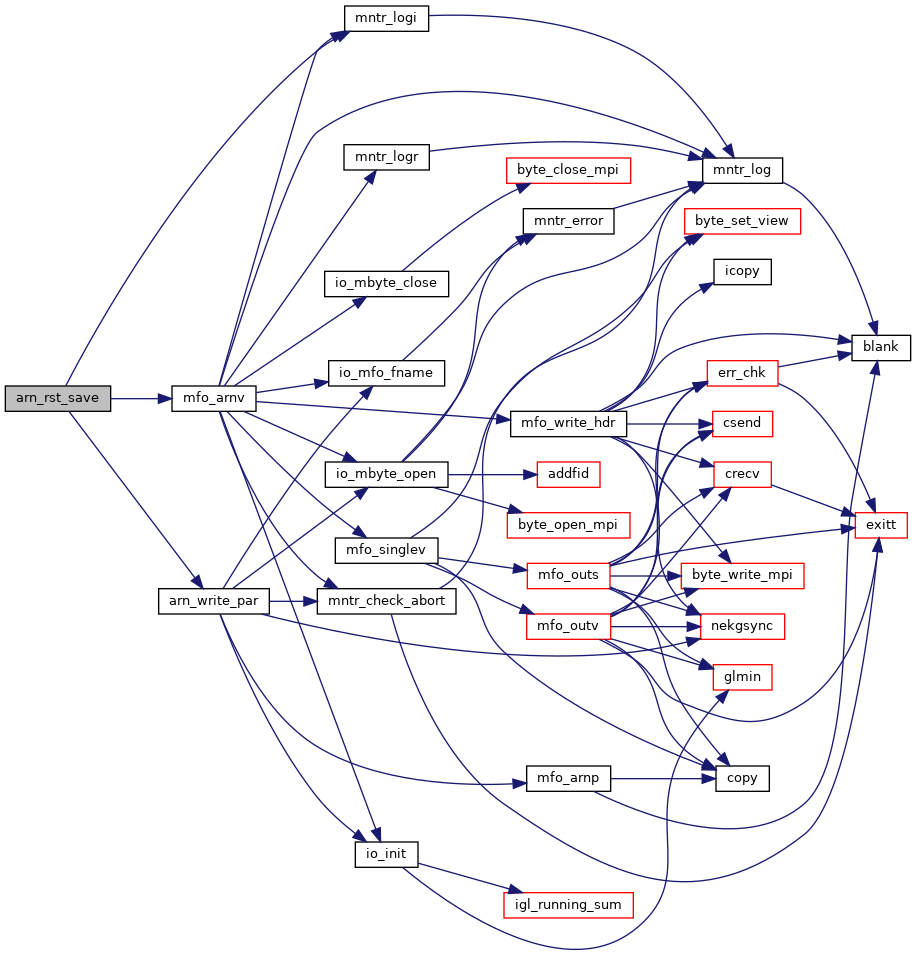 mntr_logi
mntr_logr
byte_close_mpi
mntr_log
mntr_error
byte_set_view
icopy
io_mbyte_close
blank
io_mfo_fname
err_chk
arn_rst_save
mfo_arnv
mfo_write_hdr
csend
io_mbyte_open
addfid
crecv
byte_open_mpi
exitt
mfo_singlev
mfo_outs
byte_write_mpi
arn_write_par
mntr_check_abort
mfo_outv
nekgsync
glmin
mfo_arnp
copy
io_init
igl_running_sum